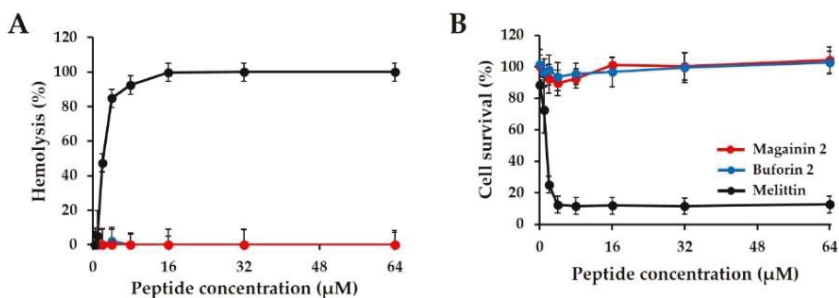 A
Hemolysis (%)
120
100
80
60
40
20
0
0
16
32
48
64
Peptide concentration (µM)
B
Cell survival (%)
120
100
80
60
40
20
0
0
16
32
48
64
Peptide concentration (µM)
Magainin 2
Buforin 2
Melittin